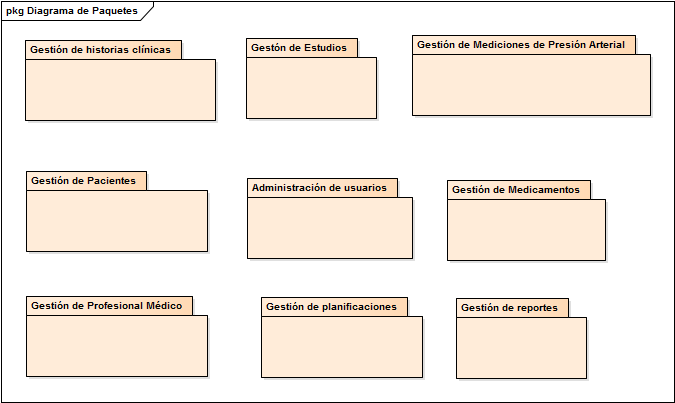 pkg Diagrama de Paquetes
Gestión de historias clínicas
Gestón de Estudios
Gestión de Mediciones de Presión Arterial
Gestión de Pacientes
Administración de usuarios
Gestión de Medicamentos
Gestión de Profesional Médico
Gestión de planificaciones
Gestión de reportes